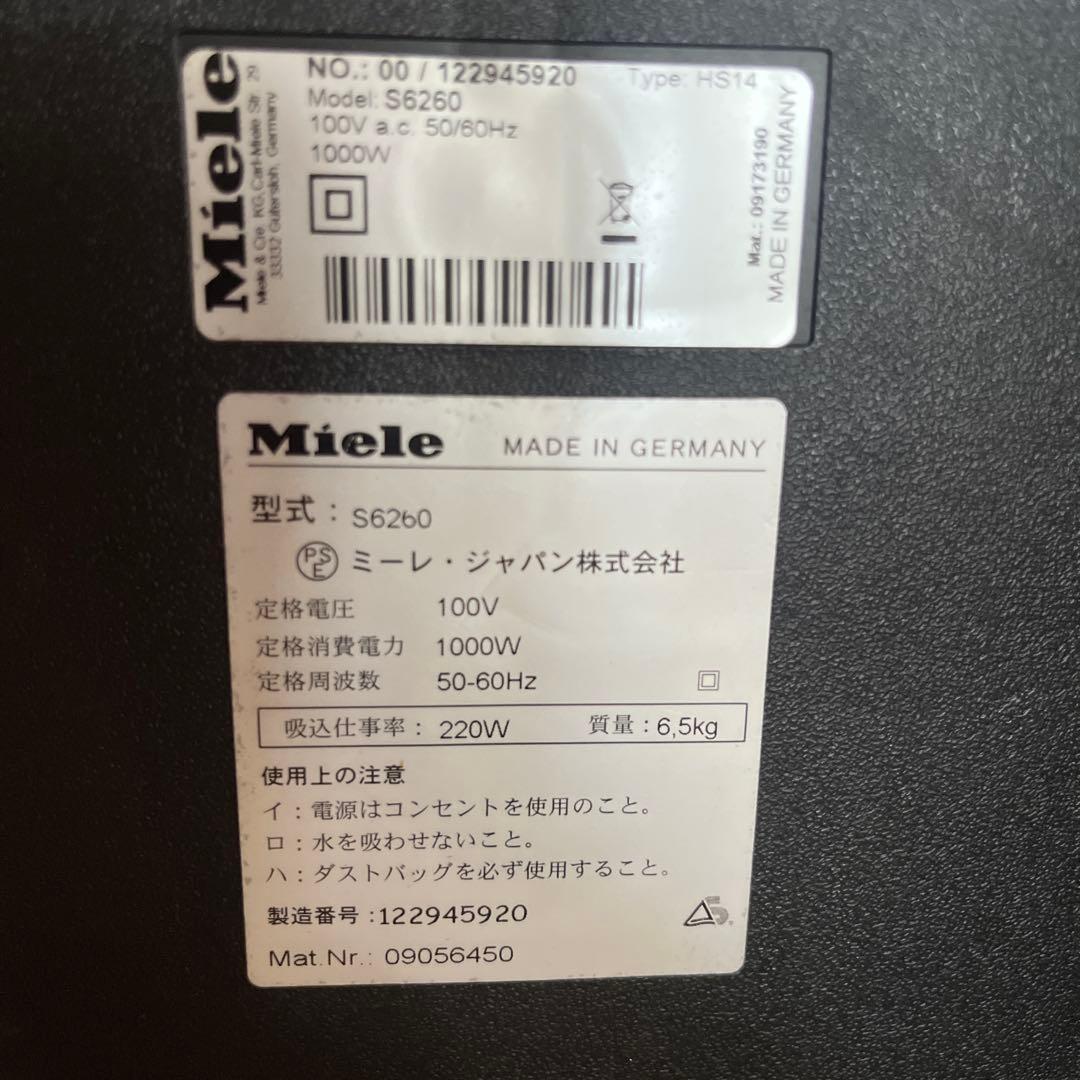 Miele
Miele & Cie. KG, Carl-Miele Str. 29
33332 Gütersloh, Germany
NO.: 00 / 122945920 Type: HS14
Model: S6260
100V a.c. 50/60Hz
1000W
Mat.: 09173190
MADE IN GERMANY
Miele MADE IN GERMANY
型式: S6260
PSE ミーレ・ジャパン株式会社
定格電圧 100V
定格消費電力 1000W
定格周波数 50-60Hz
吸込仕事率: 220W 質量:6,5kg
使用上の注意
イ:電源はコンセントを使用のこと。
ロ:水を吸わせないこと。
ハ:ダストバッグを必ず使用すること。
製造番号:122945920
Mat.Nr.: 09056450